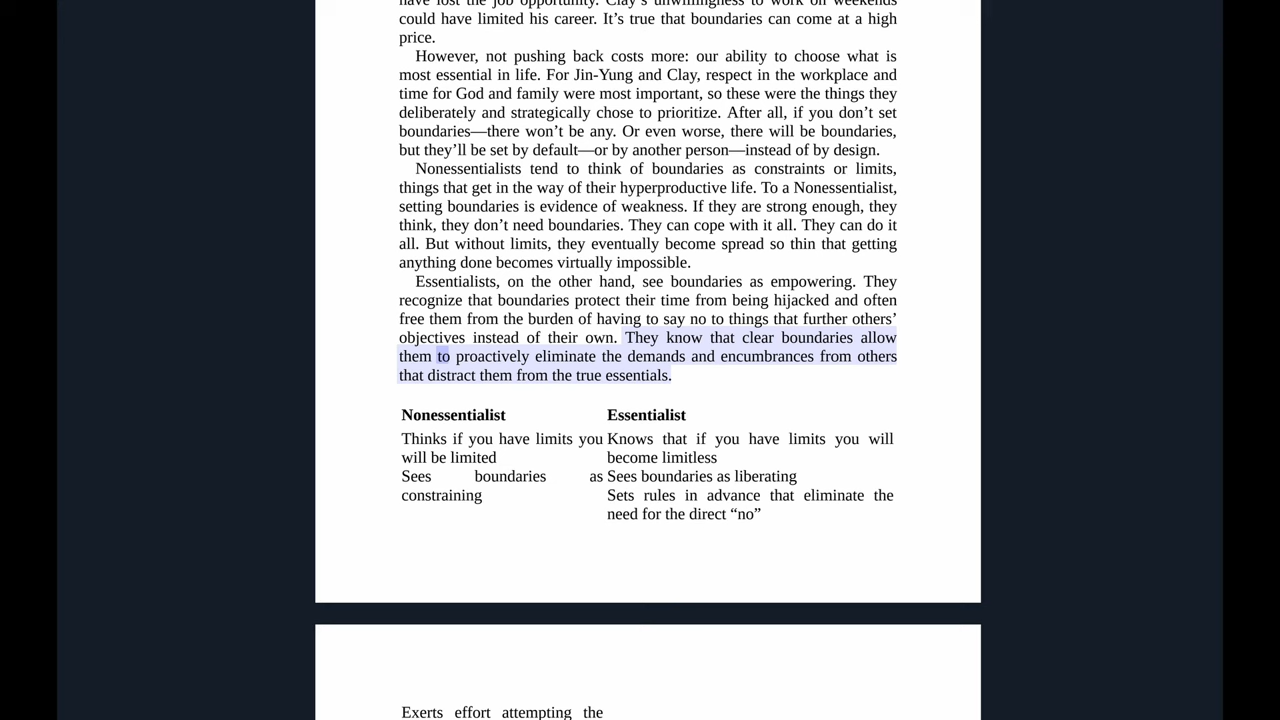 have lost the job opportunity. Clay's unwillingness to work on weekends
could have limited his career. It's true that boundaries can come at a high
price.
However, not pushing back costs more: our ability to choose what is
most essential in life. For Jin-Yung and Clay, respect in the workplace and
time for God and family were most important, so these were the things they
deliberately and strategically chose to prioritize. After all, if you don't set
boundaries—there won't be any. Or even worse, there will be boundaries,
but they'll be set by default—or by another person—instead of by design.
Nonessentialists tend to think of boundaries as constraints or limits,
things that get in the way of their hyperproductive life. To a Nonessentialist,
setting boundaries is evidence of weakness. If they are strong enough, they
think, they don't need boundaries. They can cope with it all. They can do it
all. But without limits, they eventually become spread so thin that getting
anything done becomes virtually impossible.
Essentialists, on the other hand, see boundaries as empowering. They
recognize that boundaries protect their time from being hijacked and often
free them from the burden of having to say no to things that further others'
objectives instead of their own. They know that clear boundaries allow
them to proactively eliminate the demands and encumbrances from others
that distract them from the true essentials.
Nonessentialist
Thinks if you have limits you
will be limited
Sees boundaries as
constraining
Essentialist
Knows that if you have limits you will
become limitless
Sees boundaries as liberating
Sets rules in advance that eliminate the
need for the direct “no”
Exerts effort attempting the